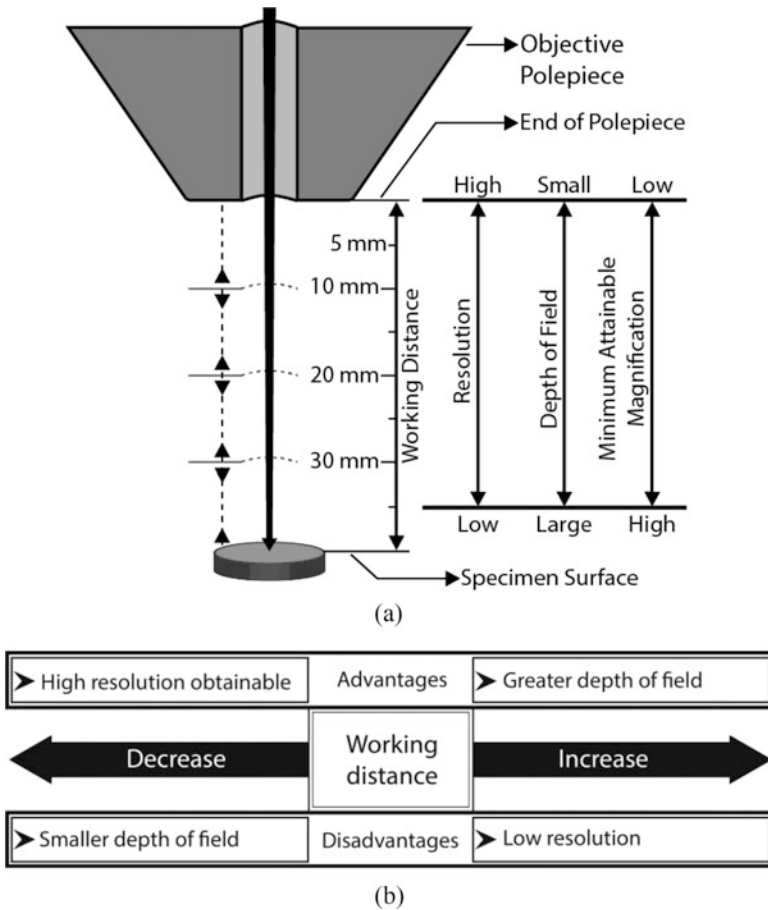 Objective
Polepiece
End of Polepiece
High Small Low
5 mm
10 mm
20 mm
30 mm
Working Distance
Resolution
Depth of Field
Minimum Attainable
Magnification
Low Large High
Specimen Surface
(a)
High resolution obtainable
Advantages
Greater depth of field
Decrease
Working
distance
Increase
Smaller depth of field
Disadvantages
Low resolution
(b)